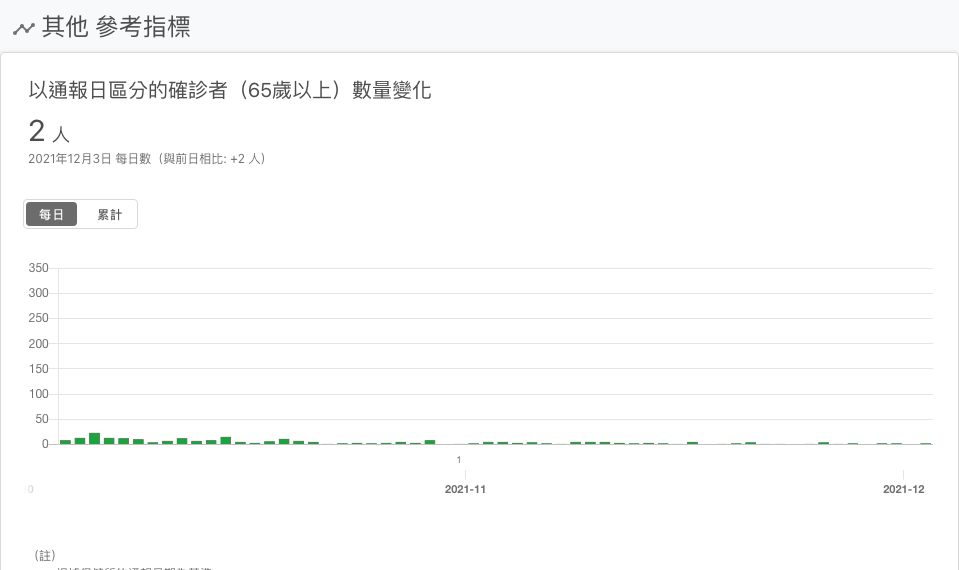 其他 參考指標
以通報日區分的確診者（65歲以上）數量變化
2 人
2021年12月3日 每日數（與前日相比: +2 人）
每日 累計
350
300
250
200
150
100
50
0
1
0 2021-11 2021-12
（註）